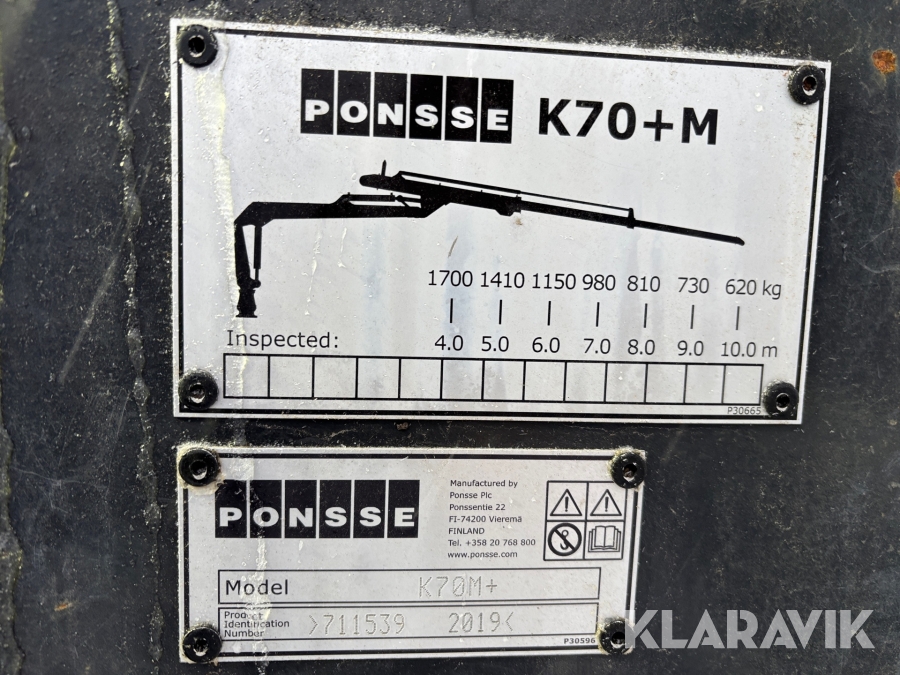 PONSSE K70+M
1700 1410 1150 980 810 730 620 kg
Inspected: 4.0 5.0 6.0 7.0 8.0 9.0 10.0 m
P30665
PONSSE
Manufactured by
Ponsse Plc
Ponssentie 22
FI-74200 Vieremä
FINLAND
Tel. +358 20 768 800
www.ponsse.com
Model K70M+
Product
Identification
Number
>711539 2019<
P30596
KLARAVIK